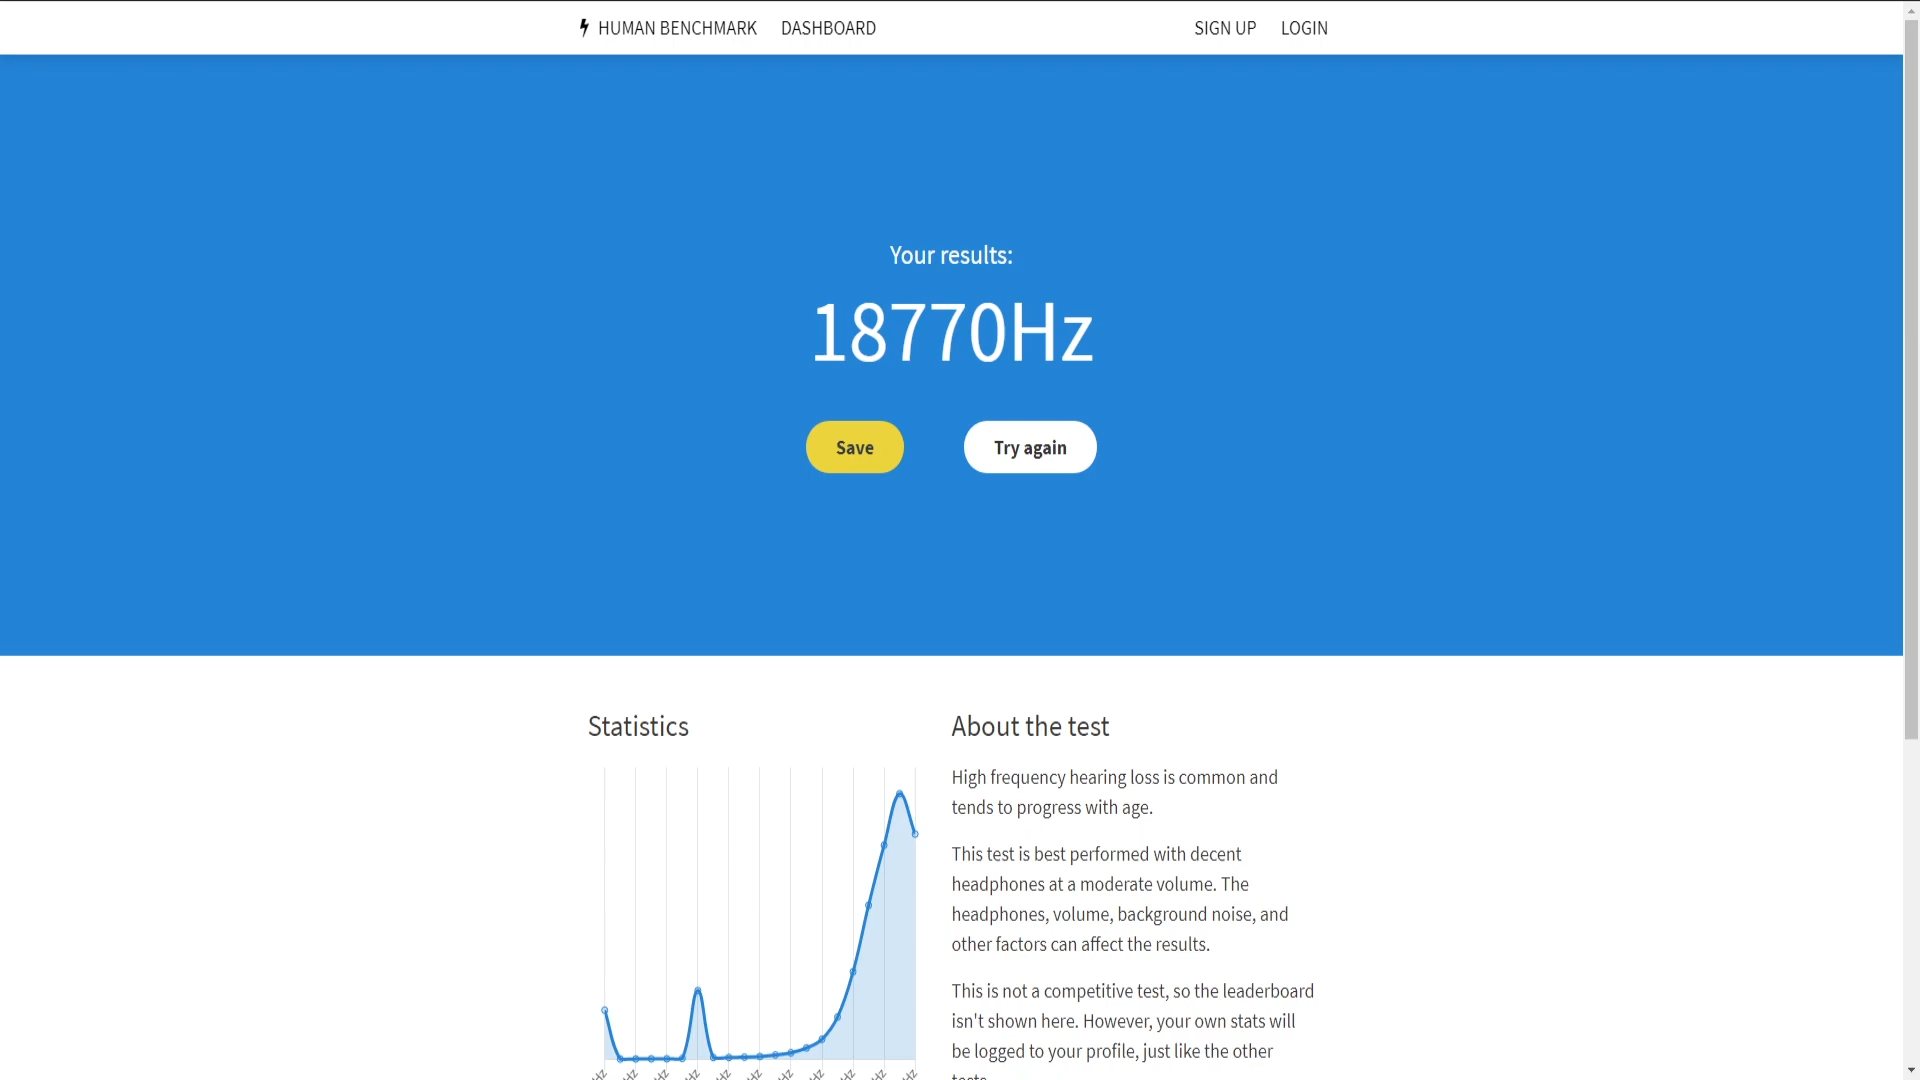 HUMAN BENCHMARK DASHBOARD SIGN UP LOGIN
Your results:
18770Hz
Save Try again
Statistics
About the test
High frequency hearing loss is common and
tends to progress with age.
This test is best performed with decent
headphones at a moderate volume. The
headphones, volume, background noise, and
other factors can affect the results.
This is not a competitive test, so the leaderboard
isn't shown here. However, your own stats will
be logged to your profile, just like the other
tests.